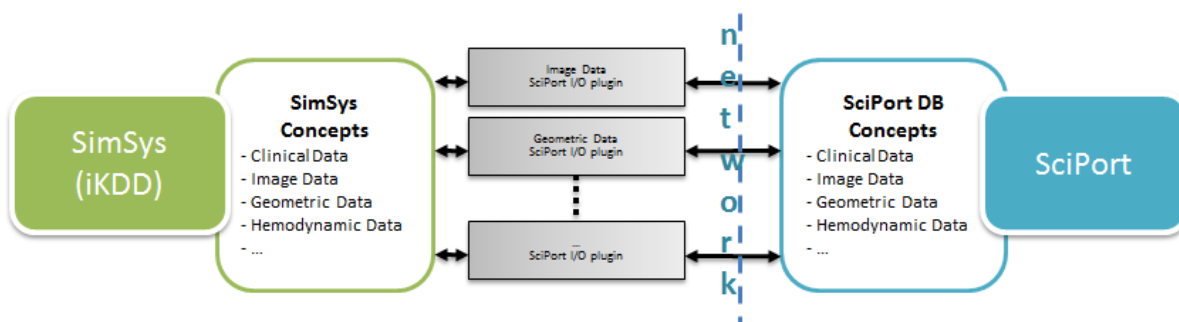 SimSys
(iKDD)
SimSys
Concepts
- Clinical Data
- Image Data
- Geometric Data
- Hemodynamic Data
- ...
Image Data
SciPort I/O plugin
Geometric Data
SciPort I/O plugin
...
SciPort I/O plugin
network
SciPort DB
Concepts
- Clinical Data
- Image Data
- Geometric Data
- Hemodynamic Data
- ...
SciPort